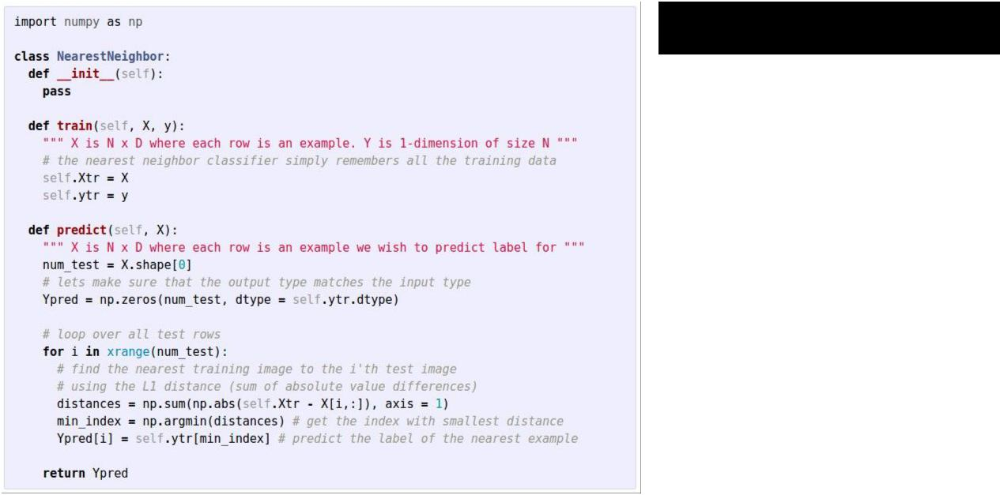 import numpy as np
class NearestNeighbor:
def __init__(self):
pass
def train(self, X, y):
""" X is N x D where each row is an example. Y is 1-dimension of size N """
# the nearest neighbor classifier simply remembers all the training data
self.Xtr = X
self.ytr = y
def predict(self, X):
""" X is N x D where each row is an example we wish to predict label for """
num_test = X.shape[0]
# lets make sure that the output type matches the input type
Ypred = np.zeros(num_test, dtype = self.ytr.dtype)
# loop over all test rows
for i in xrange(num_test):
# find the nearest training image to the i'th test image
# using the L1 distance (sum of absolute value differences)
distances = np.sum(np.abs(self.Xtr - X[i,:]), axis = 1)
min_index = np.argmin(distances) # get the index with smallest distance
Ypred[i] = self.ytr[min_index] # predict the label of the nearest example
return Ypred